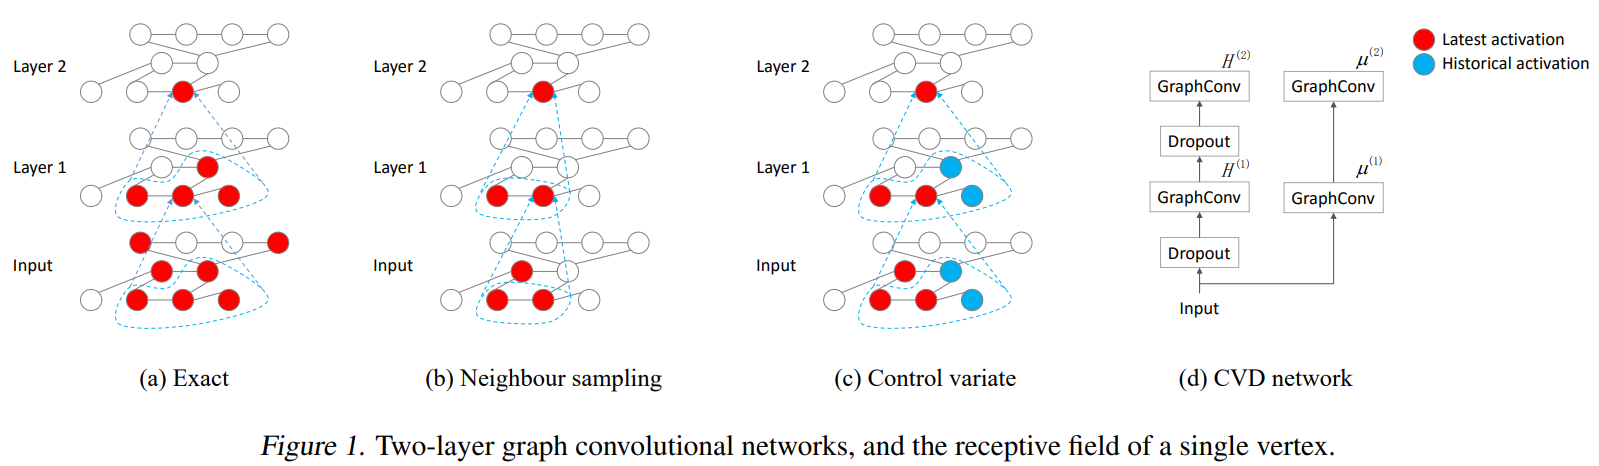 Layer 2
Layer 1
Input
(a) Exact
Layer 2
Layer 1
Input
(b) Neighbour sampling
Layer 2
Layer 1
Input
(c) Control variate
H(2)
μ(2)
GraphConv
GraphConv
Dropout
H(1)
μ(1)
GraphConv
GraphConv
Dropout
Input
(d) CVD network
Latest activation
Historical activation
Figure 1. Two-layer graph convolutional networks, and the receptive field of a single vertex.